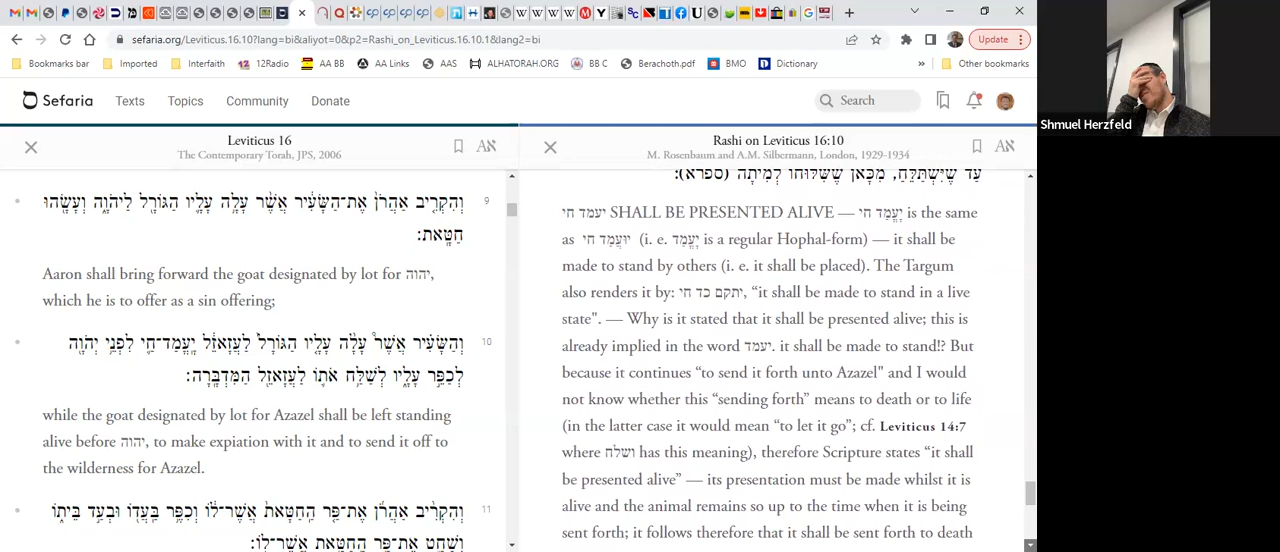 sefaria.org/Leviticus.16.10?lang=bi&aliyot=0&p2=Rashi_on_Leviticus.16.10.1&lang2=bi
Update
Bookmarks bar
Imported
Interfaith
12Radio
AA BB
AA Links
AAS
ALHATORAH.ORG
BB C
Berachoth.pdf
BMO
Dictionary
»
Other bookmarks
Sefaria
Texts
Topics
Community
Donate
Search
Leviticus 16
The Contemporary Torah, JPS, 2006
אA
9
וְהִקְרִ֤יב אַהֲרֹן֙ אֶת־הַשָּׂעִ֔יר אֲשֶׁ֨ר עָלָ֥ה עָלָ֛יו הַגּוֹרָ֖ל לַיהֹוָ֑ה וְעָשָׂ֖הוּ
חַטָּֽאת׃
Aaron shall bring forward the goat designated by lot for יהוה,
which he is to offer as a sin offering;
10
וְהַשָּׂעִ֗יר אֲשֶׁר֩ עָלָ֨ה עָלָ֤יו הַגּוֹרָל֙ לַעֲזָאזֵ֔ל יׇֽעֳמַד־חַ֛י לִפְנֵ֥י יְהֹוָ֖ה
לְכַפֵּ֣ר עָלָ֑יו לְשַׁלַּ֥ח אֹת֛וֹ לַעֲזָאזֵ֖ל הַמִּדְבָּֽרָה׃
while the goat designated by lot for Azazel shall be left standing
alive before יהוה, to make expiation with it and to send it off to
the wilderness for Azazel.
11
וְהִקְרִ֨יב אַהֲרֹ֜ן אֶת־פַּ֤ר הַֽחַטָּאת֙ אֲשֶׁר־ל֔וֹ וְכִפֶּ֥ר בַּֽעֲד֖וֹ וּבְעַ֣ד בֵּית֑וֹ
וְשָׁחַ֛ט אֶת־פַּ֥ר הַֽחַטָּ֖את אֲשֶׁר־לֽוֹ׃
Rashi on Leviticus 16:10
M. Rosenbaum and A.M. Silbermann, London, 1929-1934
אA
עַד שֶׁיִּשְׁתַּלֵּחַ, מִכָּאן שֶׁשִּׁלּוּחוֹ לְמִיתָה (ספרא):
יעמד חי SHALL BE PRESENTED ALIVE — יָעֳמַד חי is the same
as יוּעֲמַד חי (i. e. יָעֳמַד is a regular Hophal-form) — it shall be
made to stand by others (i. e. it shall be placed). The Targum
also renders it by: יתקם כד חי, “it shall be made to stand in a live
state". — Why is it stated that it shall be presented alive; this is
already implied in the word יעמד. it shall be made to stand!? But
because it continues “to send it forth unto Azazel" and I would
not know whether this “sending forth” means to death or to life
(in the latter case it would mean “to let it go”; cf. Leviticus 14:7
where ושלח has this meaning), therefore Scripture states “it shall
be presented alive” — its presentation must be made whilst it is
alive and the animal remains so up to the time when it is being
sent forth; it follows therefore that it shall be sent forth to death
Shmuel Herzfeld